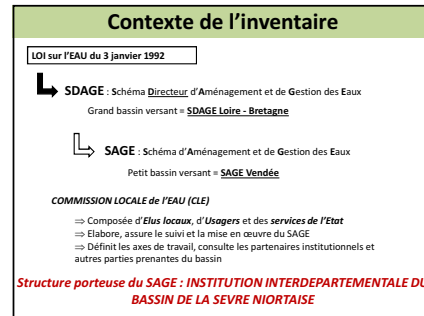 Contexte de l'inventaire
LOI sur l'EAU du 3 janvier 1992
SDAGE : Schéma Directeur d'Aménagement et de Gestion des Eaux
Grand bassin versant = SDAGE Loire - Bretagne
SAGE : Schéma d'Aménagement et de Gestion des Eaux
Petit bassin versant = SAGE Vendée
COMMISSION LOCALE de l'EAU (CLE)
⇒ Composée d'Elus locaux, d'Usagers et des services de l'Etat
⇒ Elabore, assure le suivi et la mise en œuvre du SAGE
⇒ Définit les axes de travail, consulte les partenaires institutionnels et
autres parties prenantes du bassin
Structure porteuse du SAGE : INSTITUTION INTERDEPARTEMENTALE DU
BASSIN DE LA SEVRE NIORTAISE